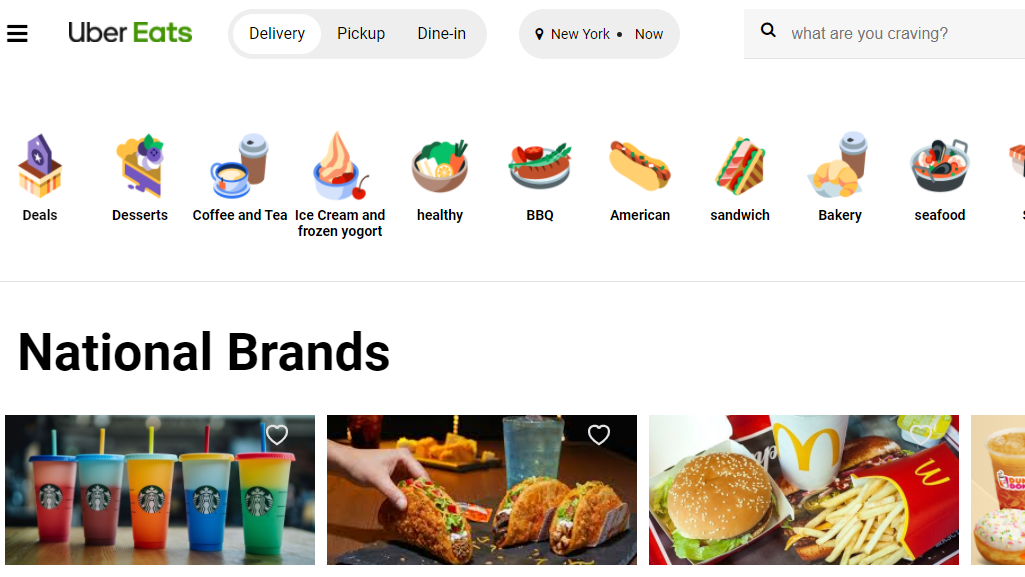 Uber Eats
Delivery Pickup Dine-in
New York • Now
what are you craving?
Deals
Desserts
Coffee and Tea
Ice Cream and
frozen yogort
healthy
BBQ
American
sandwich
Bakery
seafood
National Brands